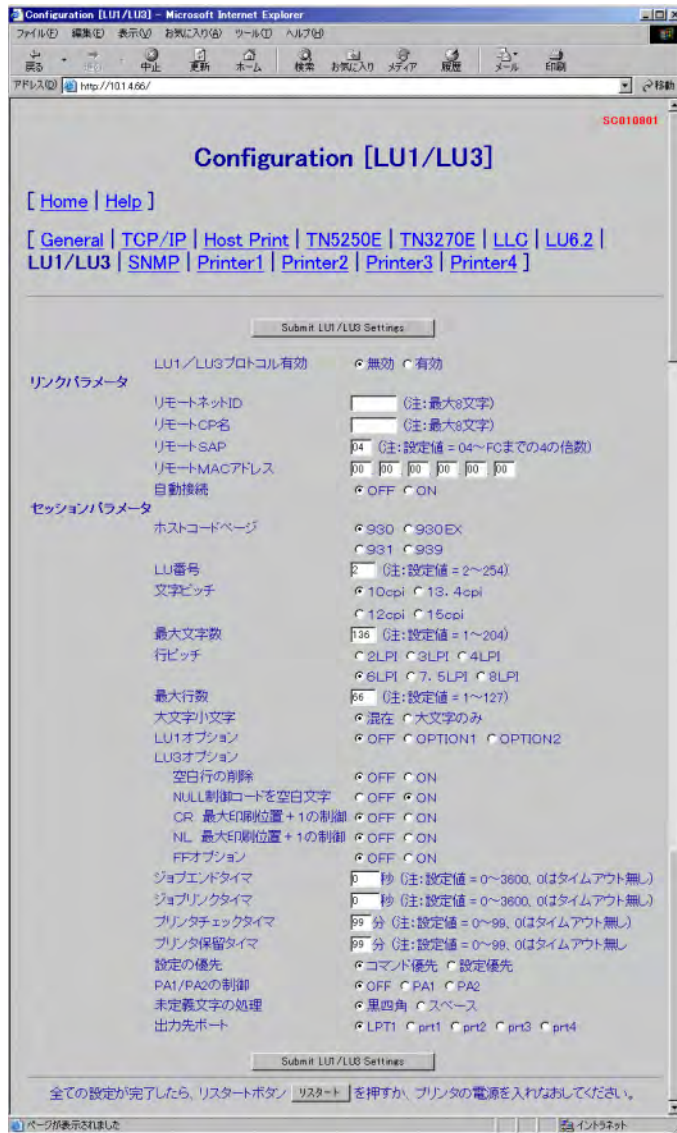 Configuration [LU1/LU3] - Microsoft Internet Explorer
ファイル(F) 編集(E) 表示(V) お気に入り(A) ツール(T) ヘルプ(H)
戻る 中止 更新 ホーム 検索 お気に入り メディア 履歴 メール 印刷
アドレス(D) http://10.1.4.66/ 移動
SC010801
Configuration [LU1/LU3]
[ Home | Help ]
[ General | TCP/IP | Host Print | TN5250E | TN3270E | LLC | LU6.2 |
LU1/LU3 | SNMP | Printer1 | Printer2 | Printer3 | Printer4 ]
Submit LU1/LU3 Settings
LU1/LU3プロトコル有効 無効 有効
リンクパラメータ
リモートネットID (注:最大8文字)
リモートCP名 (注:最大8文字)
リモートSAP 04 (注:設定値=04~FCまでの4の倍数)
リモートMACアドレス 00 00 00 00 00 00
自動接続 OFF ON
セッションパラメータ
ホストコードページ 930 930EX
931 939
LU番号 2 (注:設定値=2~254)
文字ピッチ 10cpi 13.4cpi
12cpi 15cpi
最大文字数 136 (注:設定値=1~204)
行ピッチ 2LPI 3LPI 4LPI
6LPI 7.5LPI 8LPI
最大行数 66 (注:設定値=1~127)
大文字小文字 混在 大文字のみ
LU1オプション OFF OPTION1 OPTION2
LU3オプション
空白行の削除 OFF ON
NULL制御コードを空白文字 OFF ON
CR 最大印刷位置+1の制御 OFF ON
NL 最大印刷位置+1の制御 OFF ON
FFオプション OFF ON
ジョブエンドタイマ 0 秒 (注:設定値=0~3600、0はタイムアウト無し)
ジョブリンクタイマ 0 秒 (注:設定値=0~3600、0はタイムアウト無し)
プリンタチェックタイマ 99 分 (注:設定値=0~99、0はタイムアウト無し)
プリンタ保留タイマ 99 分 (注:設定値=0~99、0はタイムアウト無し
設定の優先 コマンド優先 設定優先
PA1/PA2の制御 OFF PA1 PA2
未定義文字の処理 黒四角 スペース
出力先ポート LPT1 prt1 prt2 prt3 prt4
Submit LU1/LU3 Settings
全ての設定が完了したら、リスタートボタン リスタート を押すか、プリンタの電源を入れなおしてください。
ページが表示されました イントラネット